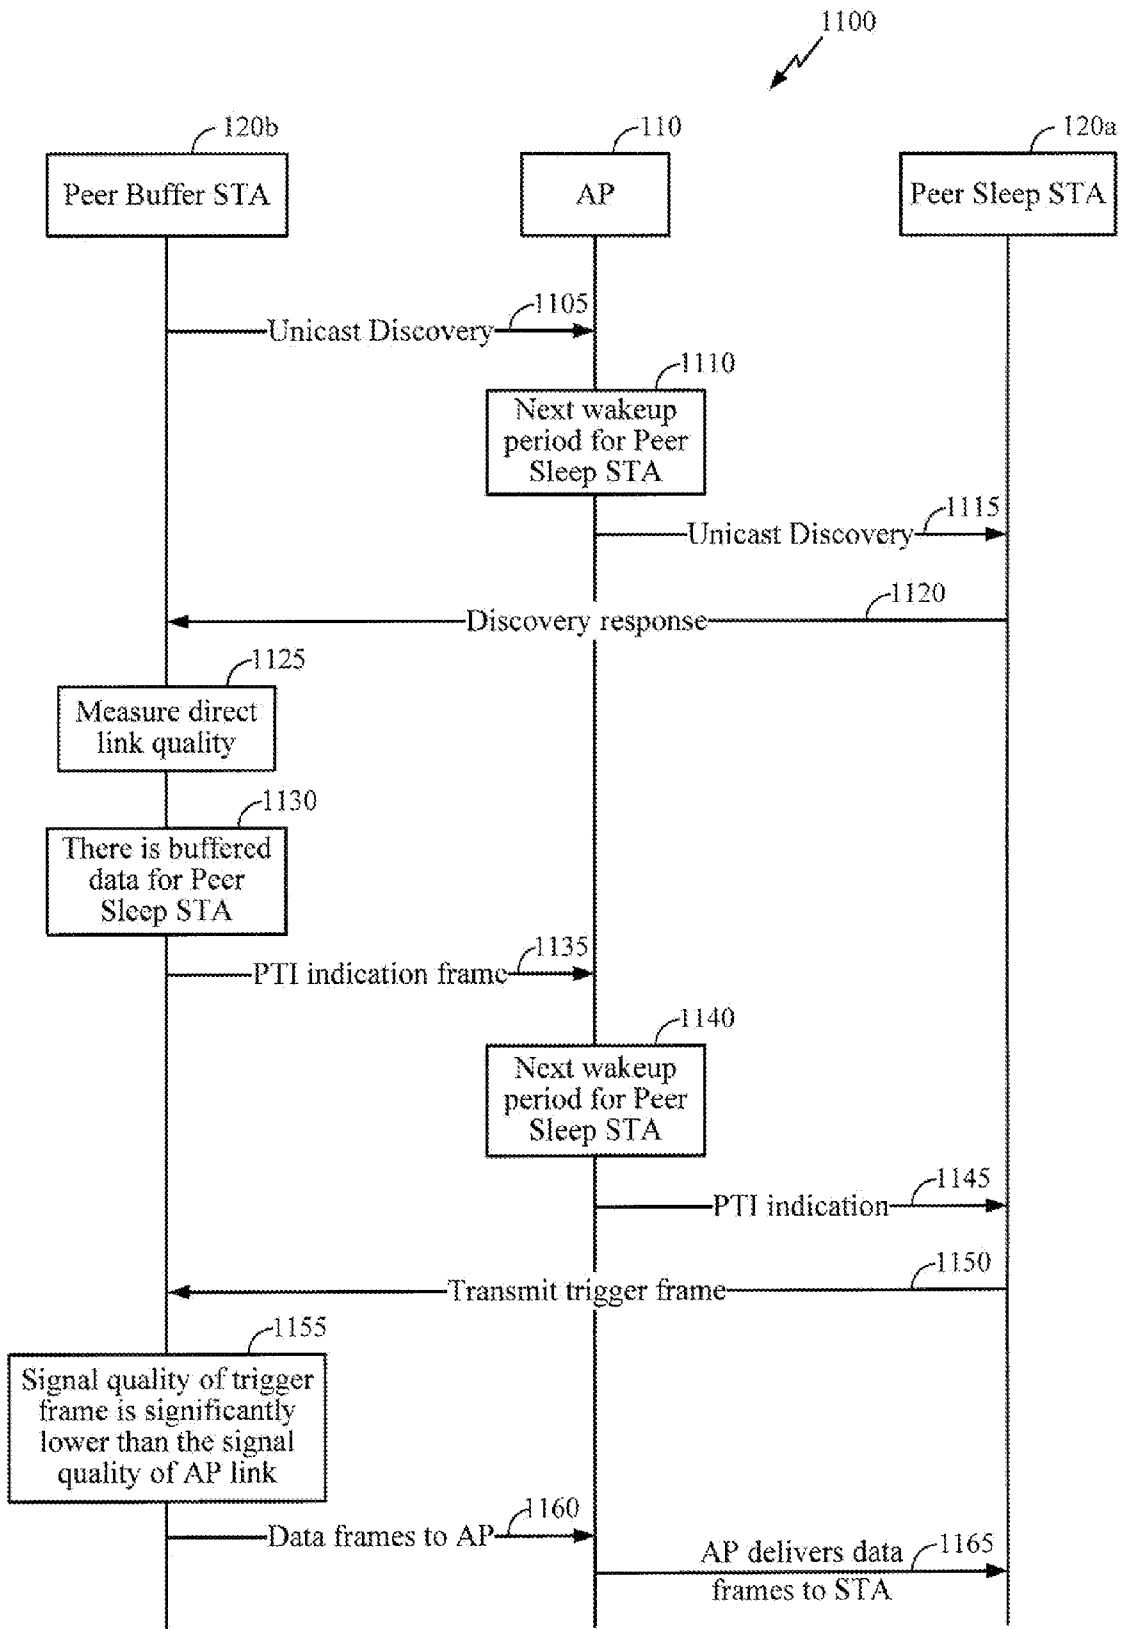 1100
120b
110
120a
Peer Buffer STA
AP
Peer Sleep STA
1105
Unicast Discovery
1110
Next wakeup
period for Peer
Sleep STA
1115
Unicast Discovery
1120
Discovery response
1125
Measure direct
link quality
1130
There is buffered
data for Peer
Sleep STA
1135
PTI indication frame
1140
Next wakeup
period for Peer
Sleep STA
1145
PTI indication
1150
Transmit trigger frame
1155
Signal quality of trigger
frame is significantly
lower than the signal
quality of AP link
1160
Data frames to AP
1165
AP delivers data
frames to STA